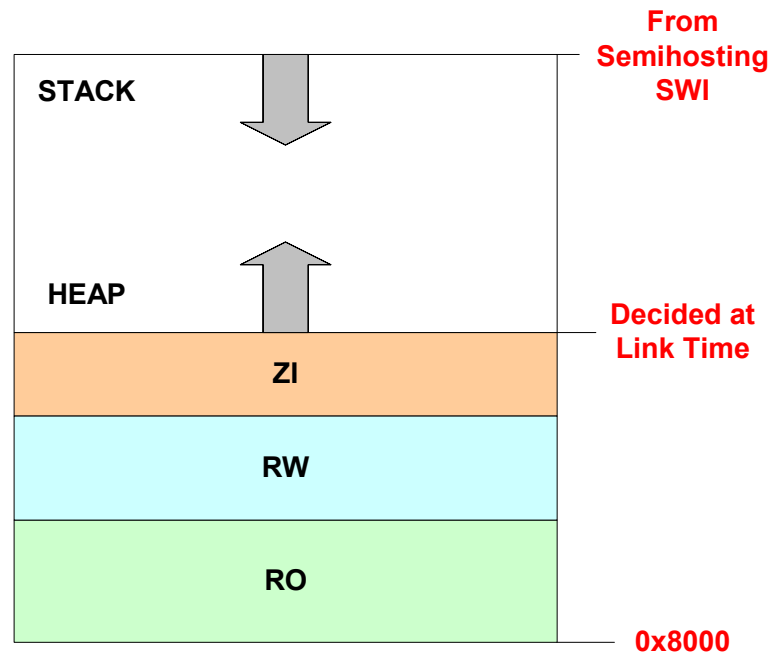 From
Semihosting
SWI
STACK
HEAP
Decided at
Link Time
ZI
RW
RO
0x8000